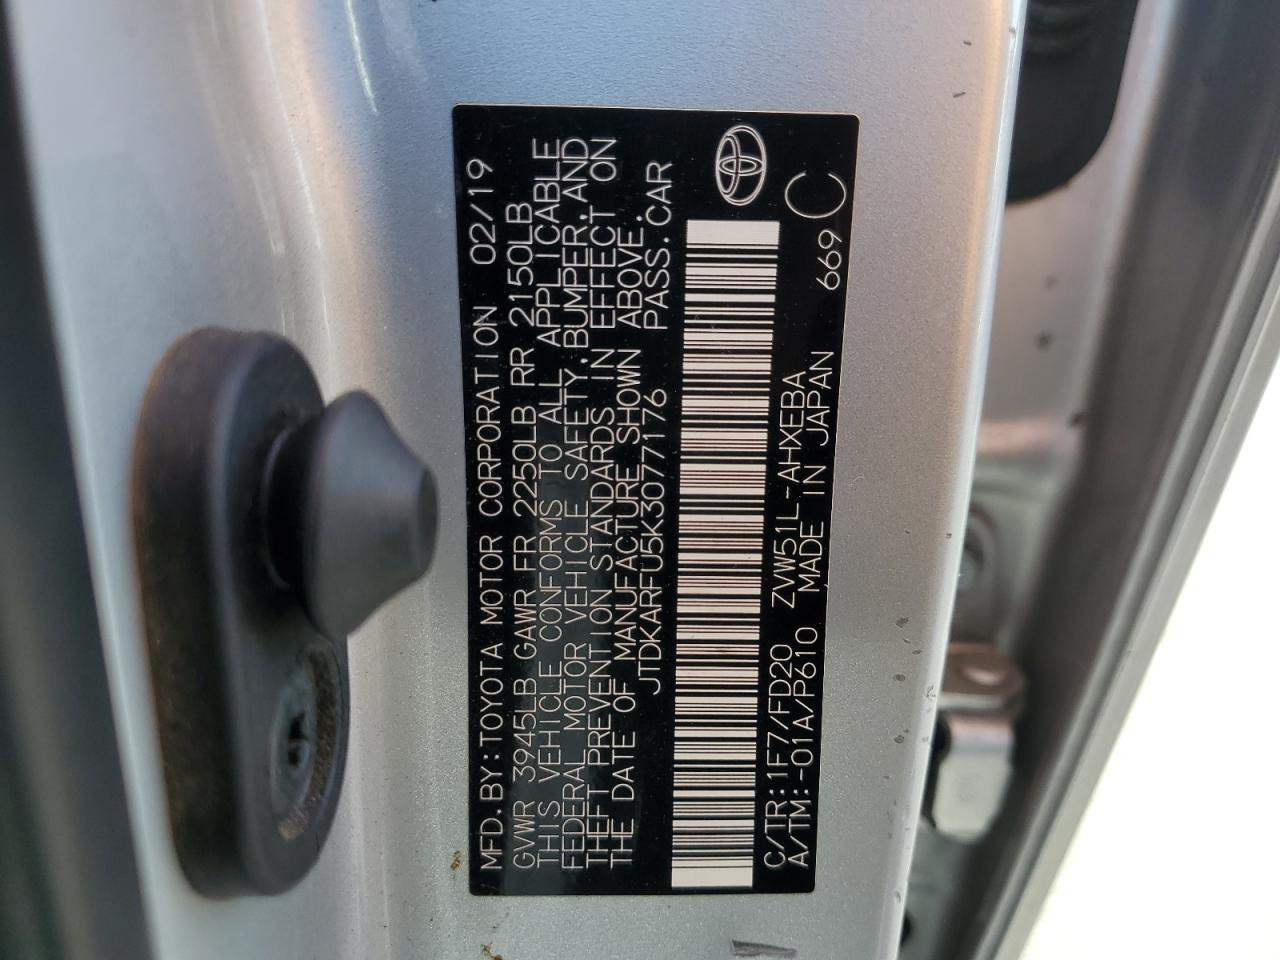 MFD.BY:TOYOTA MOTOR CORPORATION 02/19
GVWR 3945LB GAWR FR 2250LB RR 2150LB
THIS VEHICLE CONFORMS TO ALL APPLICABLE
FEDERAL MOTOR VEHICLE SAFETY,BUMPER,AND
THEFT PREVENTION STANDARDS IN EFFECT ON
THE DATE OF MANUFACTURE SHOWN ABOVE.
JTDKARFU5K3077176 PASS.CAR
C/TR:1F7/FD20 ZVW51L-AHXEBA
A/TM:-01A/P610 MADE IN JAPAN 669 C